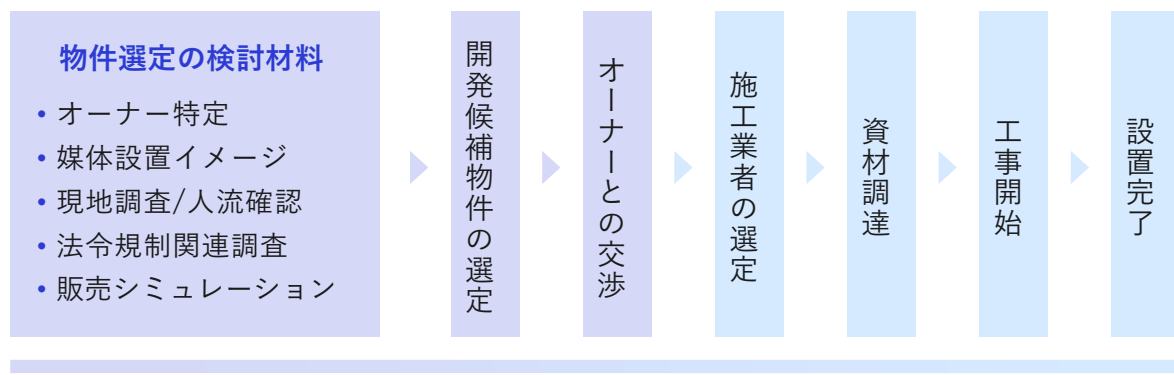 物件選定の検討材料
• オーナー特定
• 媒体設置イメージ
• 現地調査/人流確認
• 法令規制関連調査
• 販売シミュレーション
開発候補物件の選定
オーナーとの交渉
施工業者の選定
資材調達
工事開始
設置完了